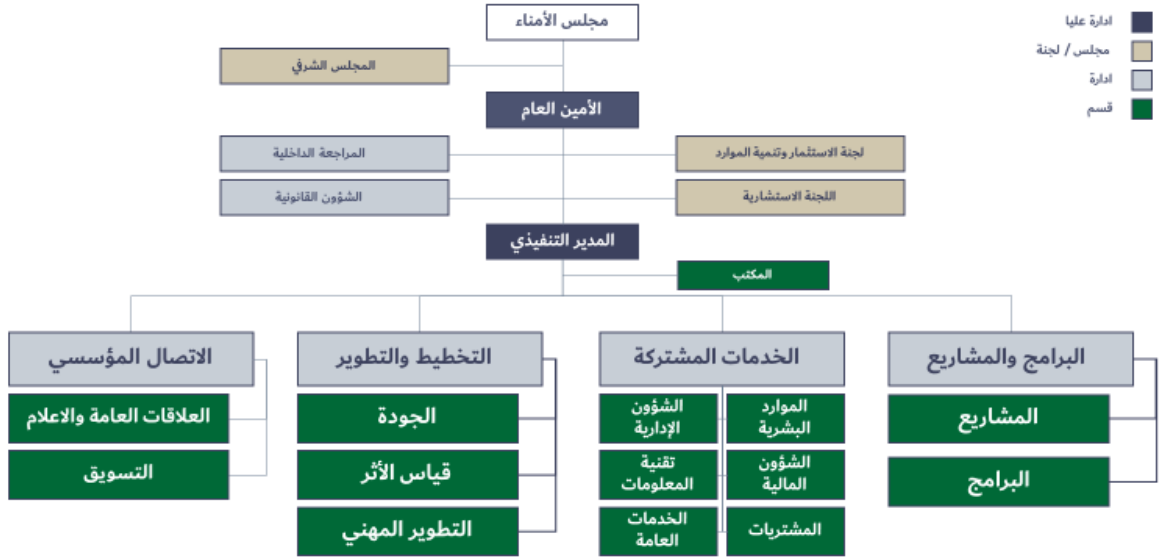 مجلس الأمناء
ادارة عليا
مجلس / لجنة
ادارة
قسم
المجلس الشرفي
الأمين العام
لجنة الاستثمار وتنمية الموارد
المراجعة الداخلية
اللجنة الاستشارية
الشؤون القانونية
المدير التنفيذي
المكتب
البرامج والمشاريع
المشاريع
البرامج
الخدمات المشتركة
الموارد
البشرية
الشؤون
الإدارية
الشؤون
المالية
تقنية
المعلومات
المشتريات
الخدمات
العامة
التخطيط والتطوير
الجودة
قياس الأثر
التطوير المهني
الاتصال المؤسسي
العلاقات العامة والاعلام
التسويق